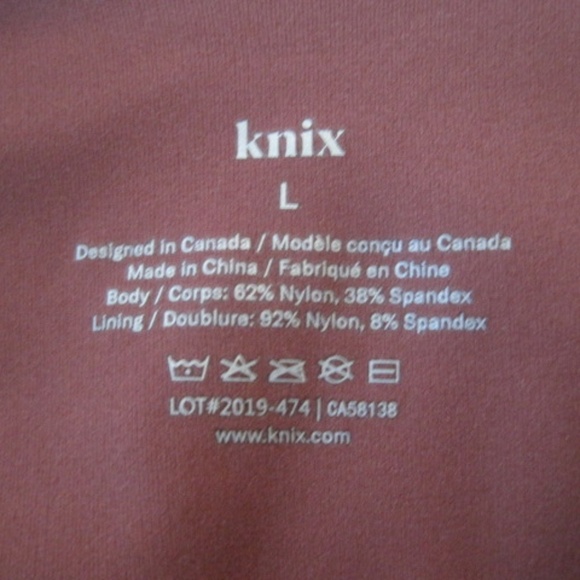 knix
L
Designed in Canada / Modèle conçu au Canada
Made in China / Fabriqué en Chine
Body / Corps: 62% Nylon, 38% Spandex
Lining / Doublure: 92% Nylon, 8% Spandex
LOT#2019-474 | CA58138
www.knix.com